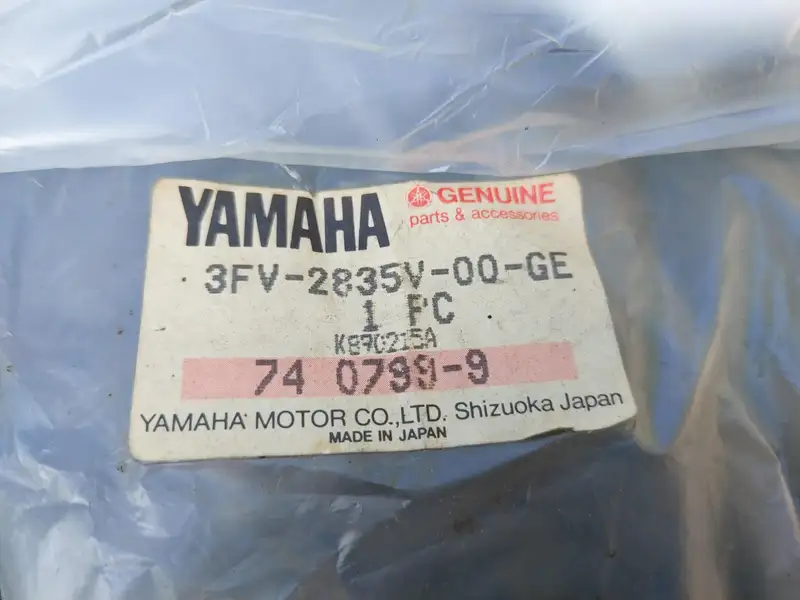 YAMAHA GENUINE
parts & accessories
3FV-2835V-00-GE
1 PC
K890215A
74 0799-9
YAMAHA MOTOR CO.,LTD. Shizuoka Japan
MADE IN JAPAN